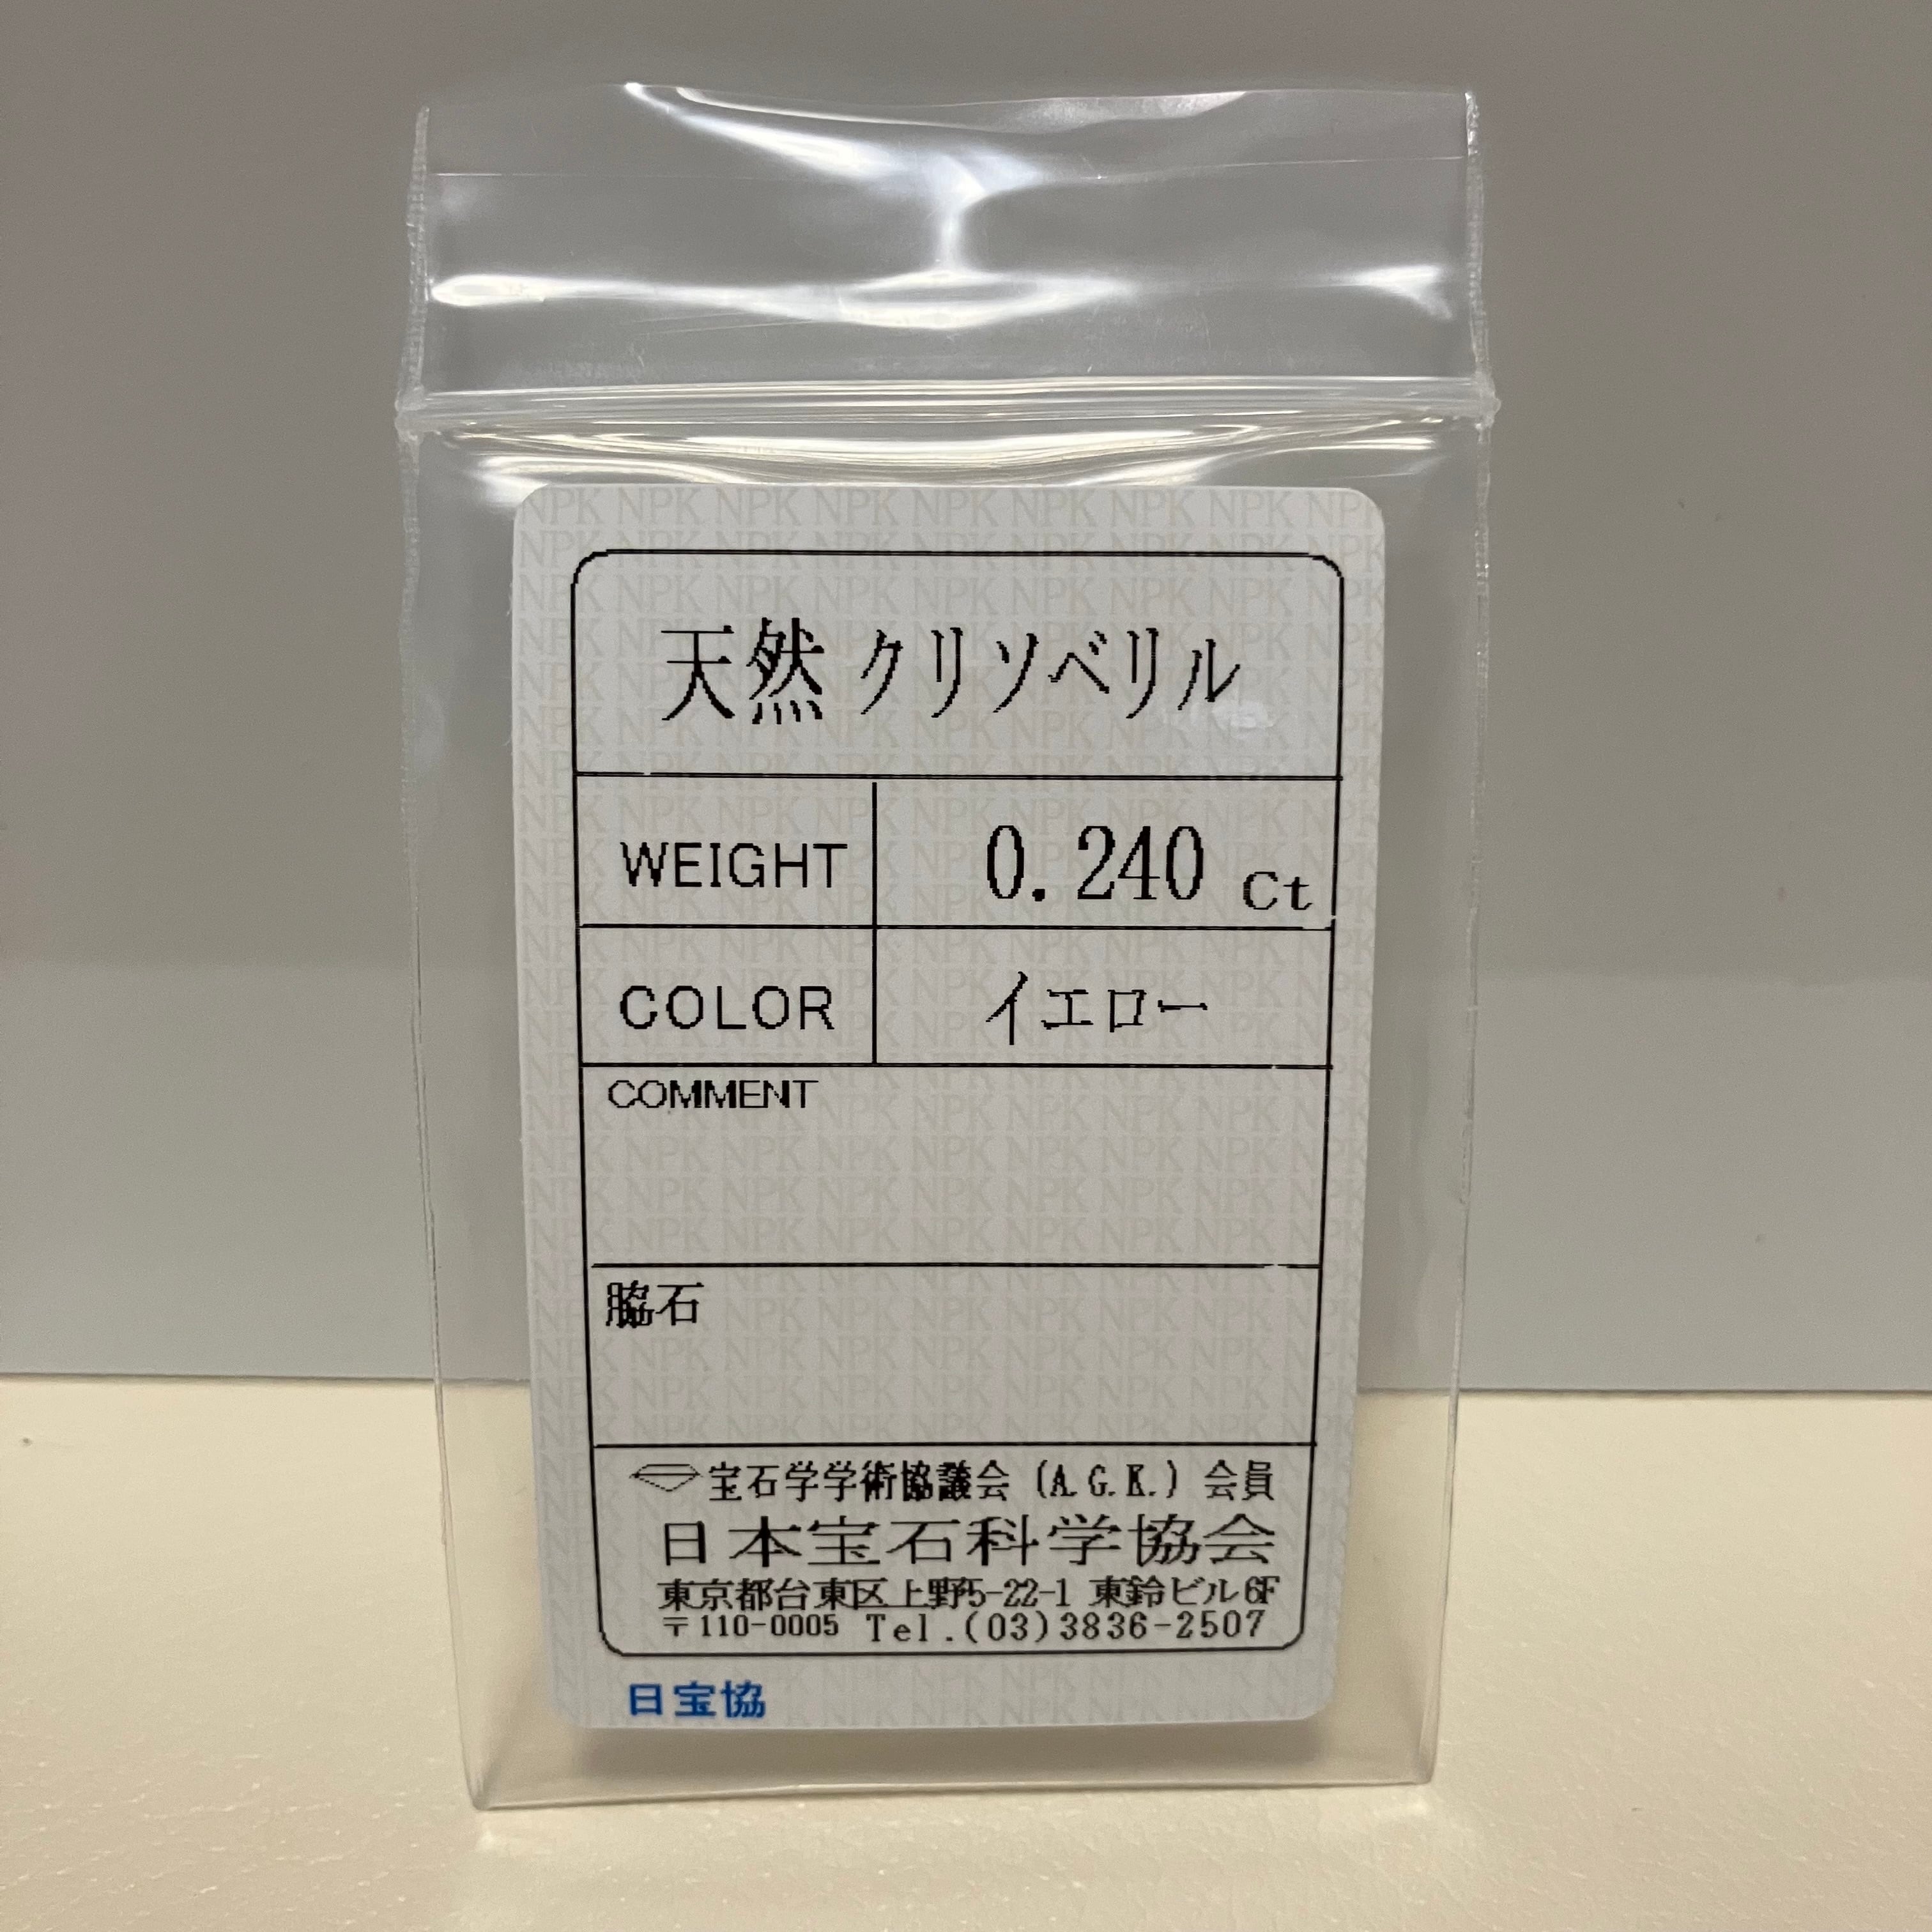 天然 クリソベリル
WEIGHT 0.240 Ct
COLOR イエロー
COMMENT
脇石
宝石学学術協議会 (A.G.K.) 会員
日本宝石科学協会
東京都台東区上野5-22-1 東鈴ビル6F
〒110-0005 Tel.(03)3836-2507
日宝協